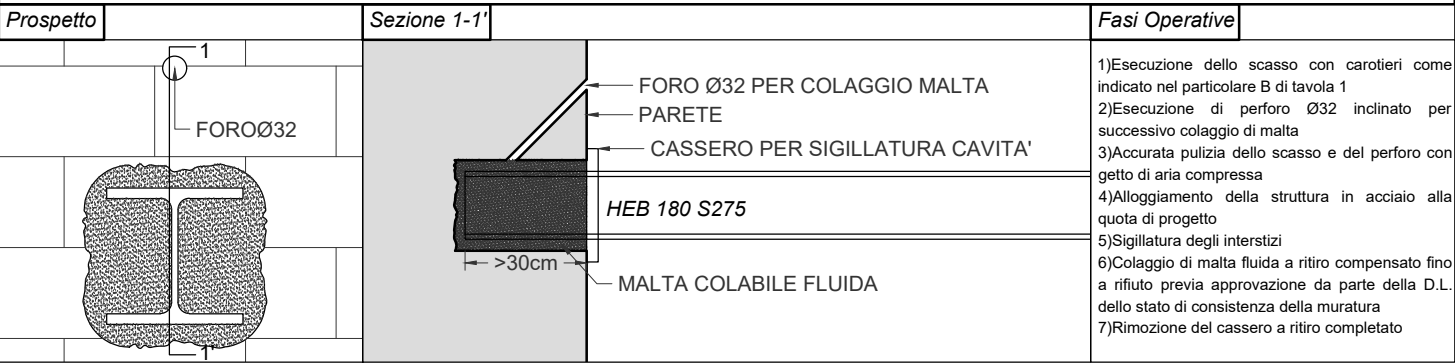 Prospetto
1
FOROØ32
1'
Sezione 1-1'
FORO Ø32 PER COLAGGIO MALTA
PARETE
CASSERO PER SIGILLATURA CAVITA'
HEB 180 S275
>30cm
MALTA COLABILE FLUIDA
Fasi Operative
1)Esecuzione dello scasso con carotieri come
indicato nel particolare B di tavola 1
2)Esecuzione di perforo Ø32 inclinato per
successivo colaggio di malta
3)Accurata pulizia dello scasso e del perforo con
getto di aria compressa
4)Alloggiamento della struttura in acciaio alla
quota di progetto
5)Sigillatura degli interstizi
6)Colaggio di malta fluida a ritiro compensato fino
a rifiuto previa approvazione da parte della D.L.
dello stato di consistenza della muratura
7)Rimozione del cassero a ritiro completato